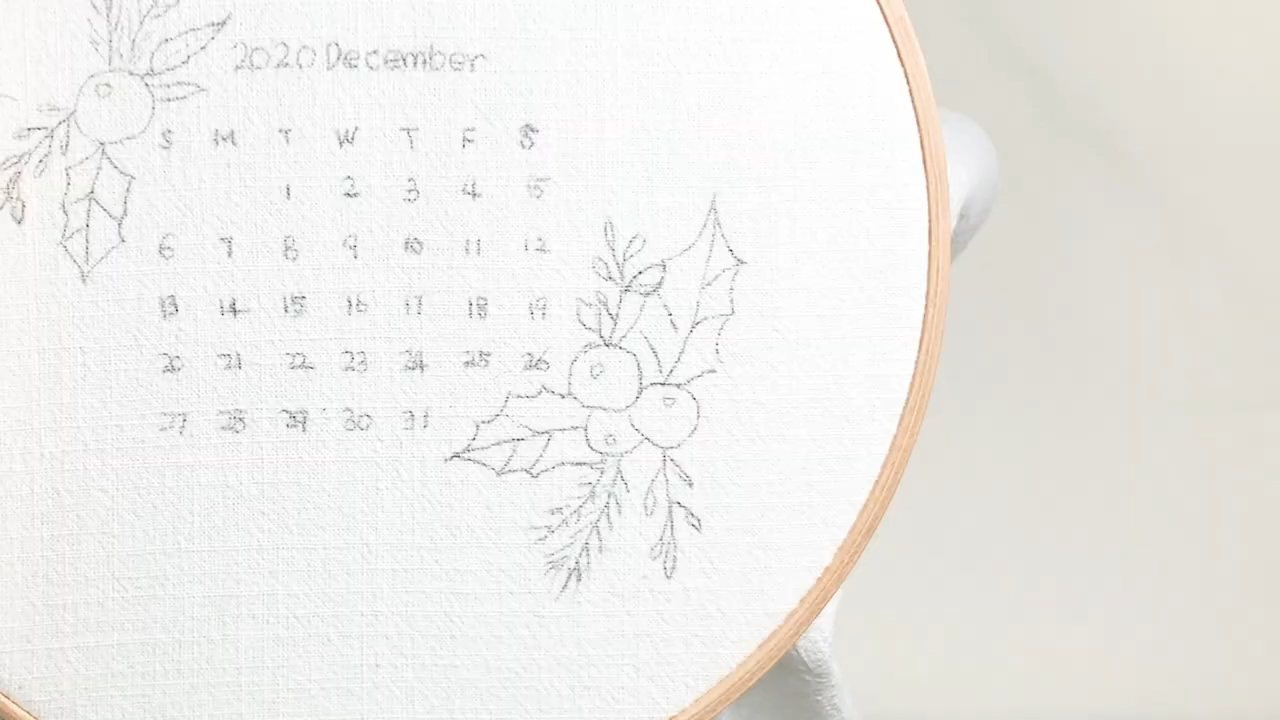 2020 December
S M T W T F S
1 2 3 4 5
6 7 8 9 10 11 12
13 14 15 16 17 18 19
20 21 22 23 24 25 26
27 28 29 30 31